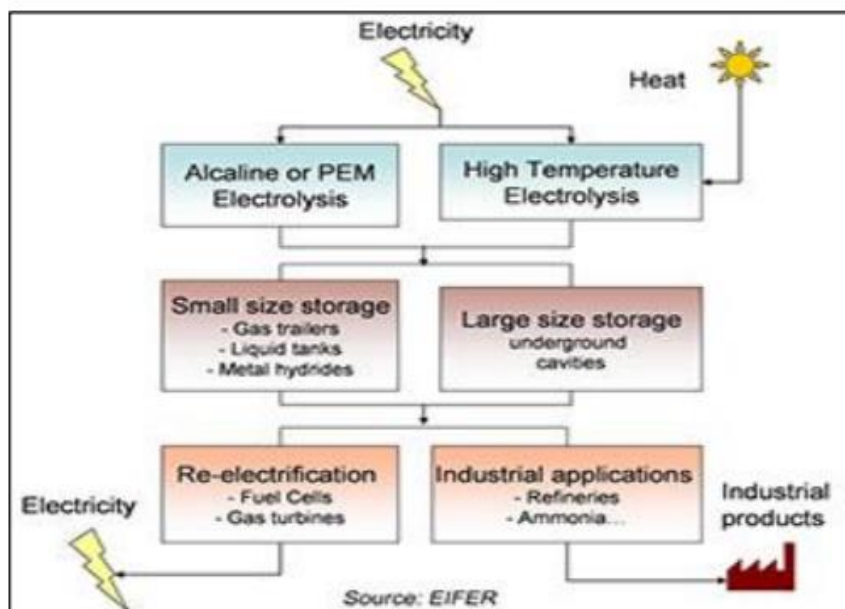 Electricity
Heat
Alcaline or PEM
Electrolysis
High Temperature
Electrolysis
Small size storage
- Gas trailers
- Liquid tanks
- Metal hydrides
Large size storage
underground
cavities
Re-electrification
- Fuel Cells
- Gas turbines
Industrial applications
- Refineries
- Ammonia...
Electricity
Industrial
products
Source: EIFER